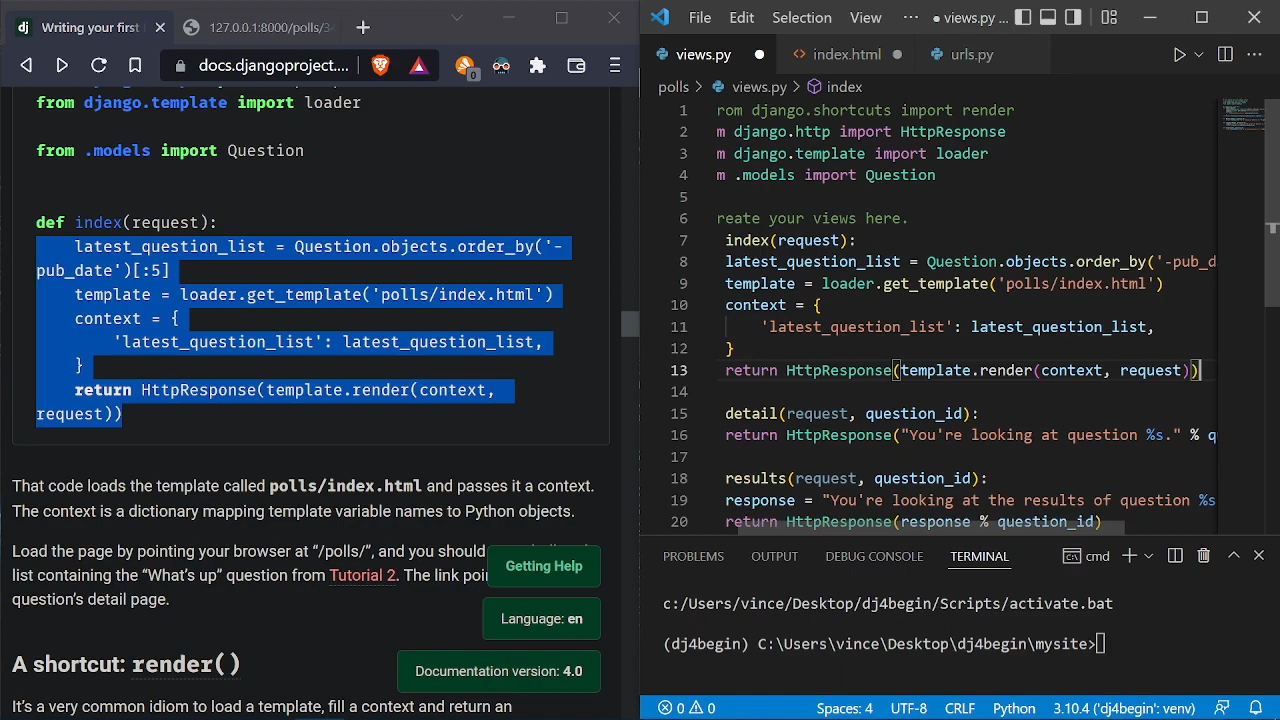 Writing your first
127.0.0.1:8000/polls/34
docs.djangoproject....
0
from django.template import loader
from .models import Question
def index(request):
latest_question_list = Question.objects.order_by('-
pub_date')[:5]
template = loader.get_template('polls/index.html')
context = {
'latest_question_list': latest_question_list,
}
return HttpResponse(template.render(context,
request))
That code loads the template called polls/index.html and passes it a context.
The context is a dictionary mapping template variable names to Python objects.
Load the page by pointing your browser at “/polls/”, and you should
list containing the “What’s up” question from Tutorial 2. The link poin
question’s detail page.
Getting Help
Language: en
Documentation version: 4.0
A shortcut: render()
It’s a very common idiom to load a template, fill a context and return an
File Edit Selection View ··· ● views.py ...
views.py index.html urls.py
polls > views.py > index
1 rom django.shortcuts import render
2 m django.http import HttpResponse
3 m django.template import loader
4 m .models import Question
5
6 reate your views here.
7 index(request):
8 latest_question_list = Question.objects.order_by('-pub_d
9 template = loader.get_template('polls/index.html')
10 context = {
11 'latest_question_list': latest_question_list,
12 }
13 return HttpResponse(template.render(context, request))
14
15 detail(request, question_id):
16 return HttpResponse("You're looking at question %s." % q
17
18 results(request, question_id):
19 response = "You're looking at the results of question %s
20 return HttpResponse(response % question_id)
PROBLEMS OUTPUT DEBUG CONSOLE TERMINAL cmd
c:/Users/vince/Desktop/dj4begin/Scripts/activate.bat
(dj4begin) C:\Users\vince\Desktop\dj4begin\mysite>
0 0 Spaces: 4 UTF-8 CRLF Python 3.10.4 ('dj4begin': venv)